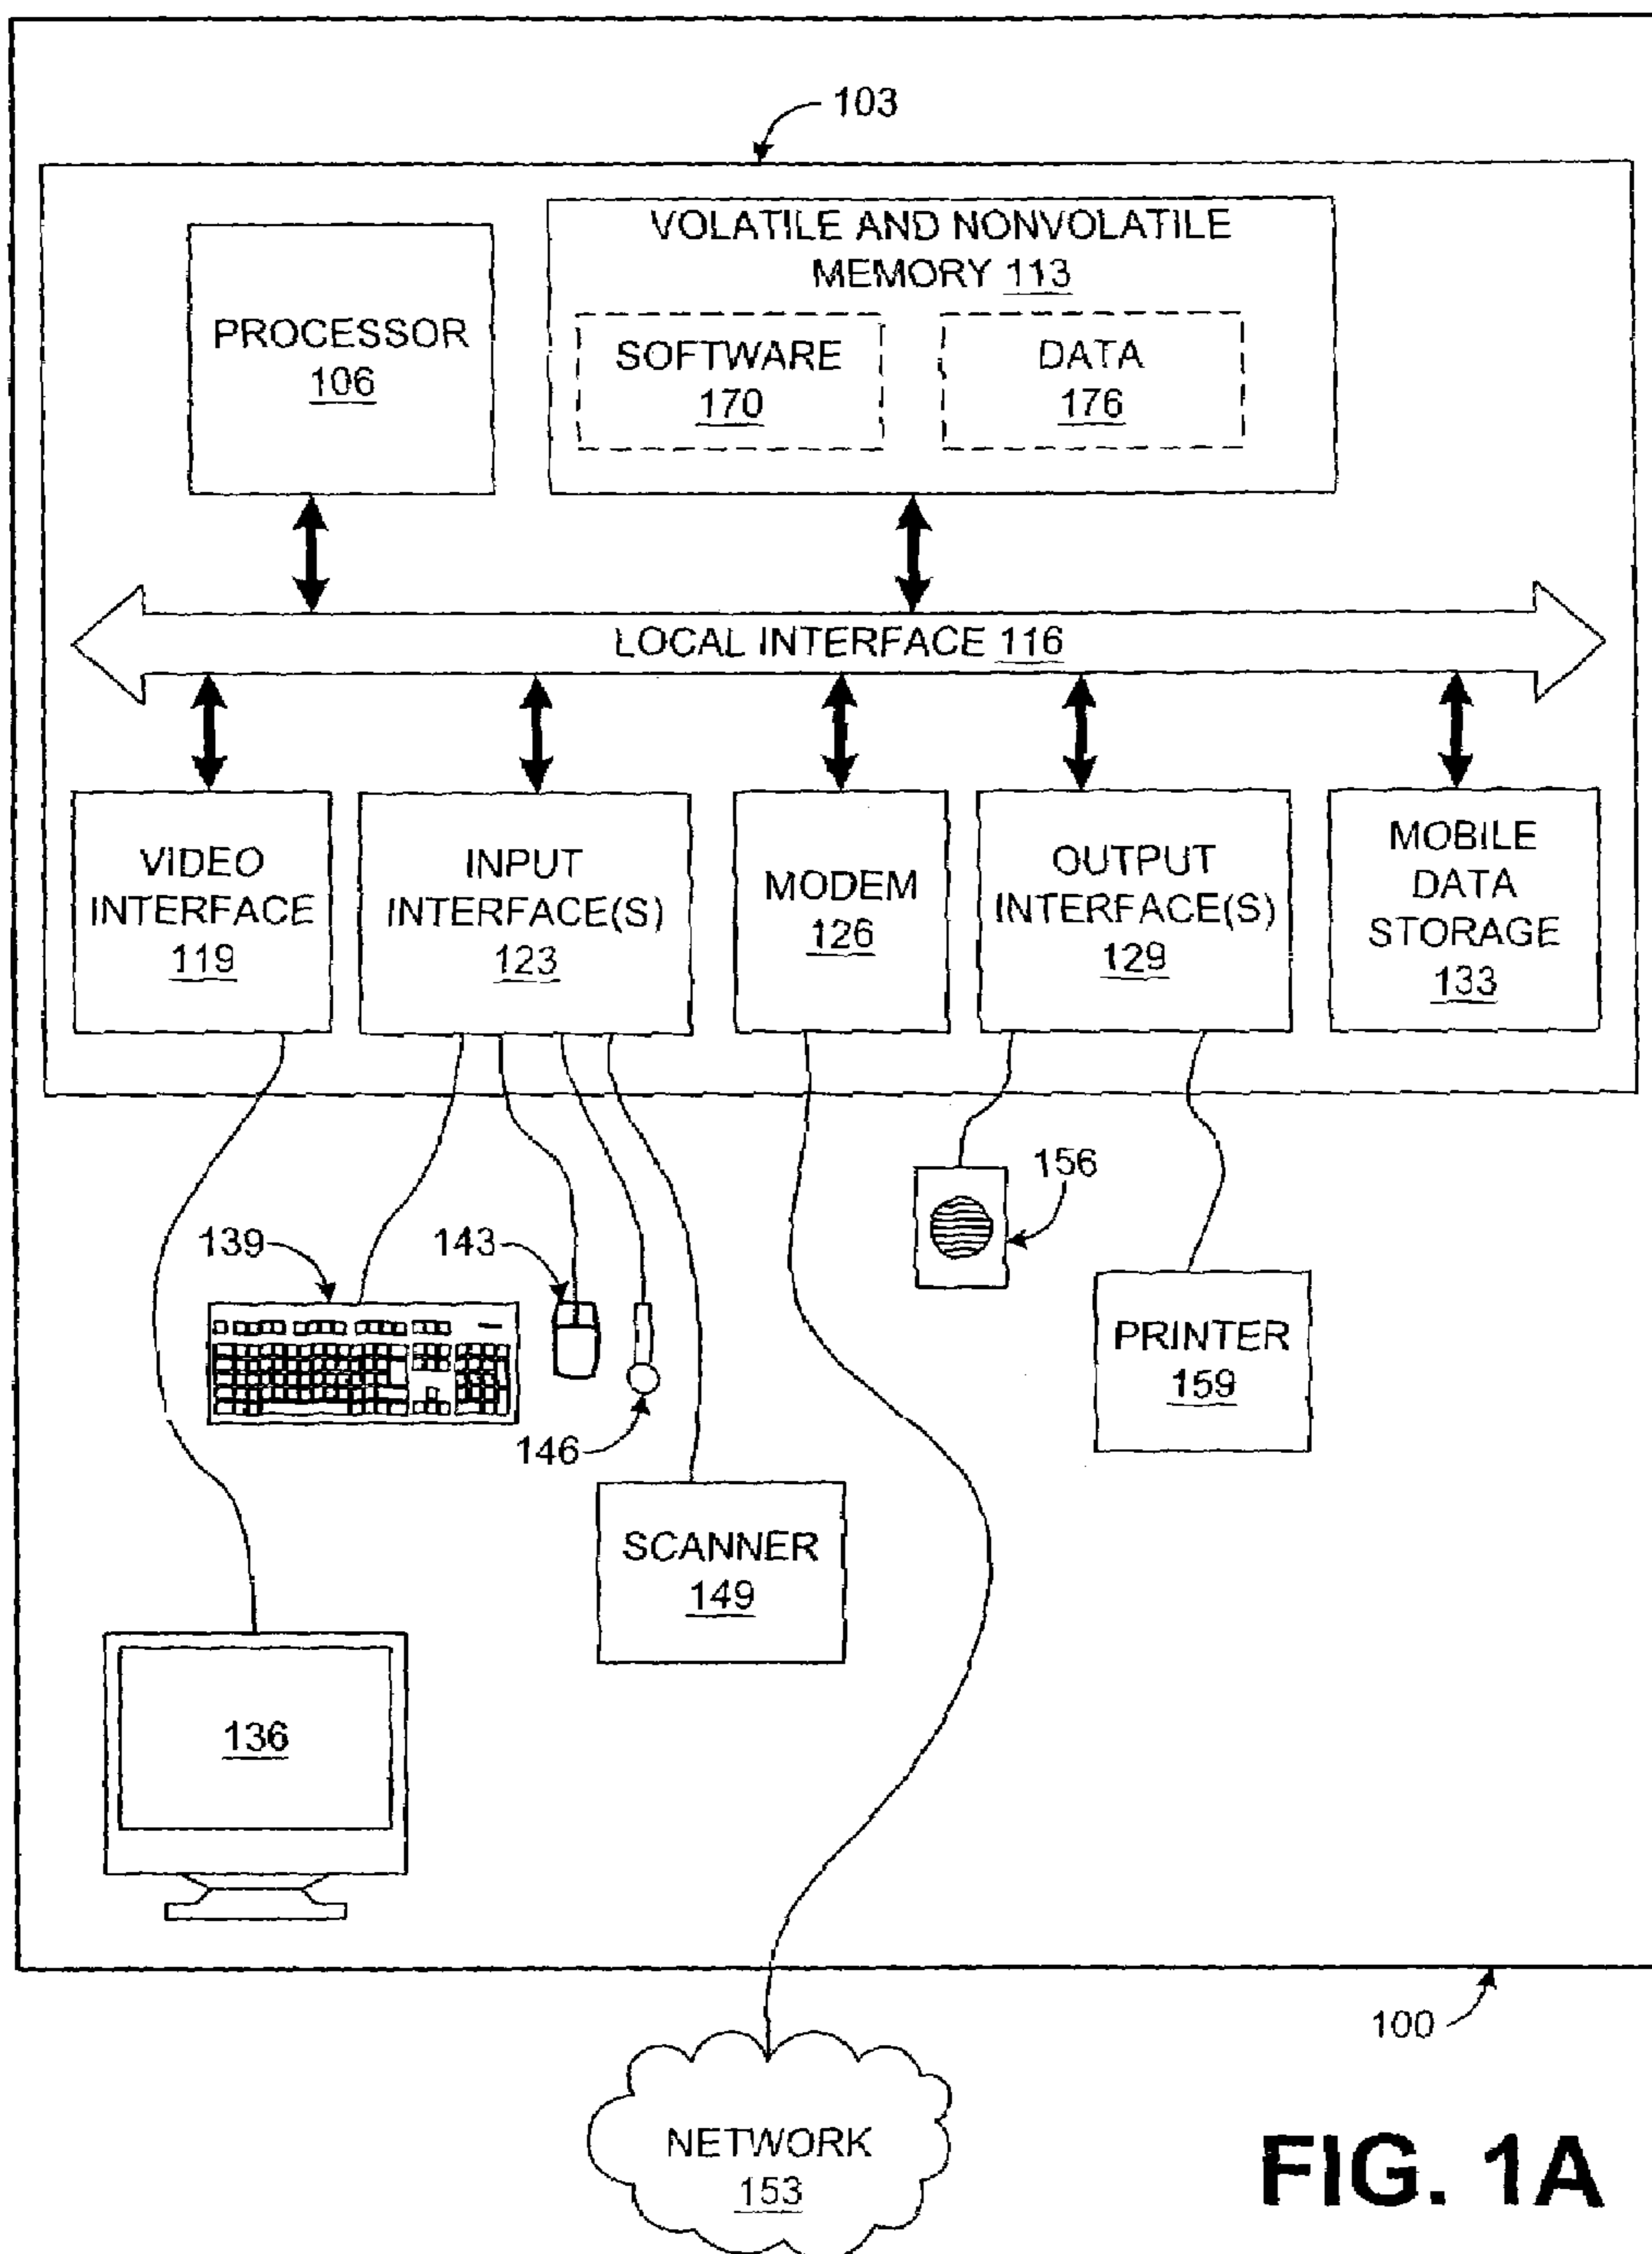 103
VOLATILE AND NONVOLATILE
MEMORY 113
PROCESSOR
106
SOFTWARE
170
DATA
176
LOCAL INTERFACE 116
VIDEO
INTERFACE
119
INPUT
INTERFACE(S)
123
MODEM
126
OUTPUT
INTERFACE(S)
129
MOBILE
DATA
STORAGE
133
156
139
143
146
PRINTER
159
SCANNER
149
136
100
NETWORK
153
FIG. 1A